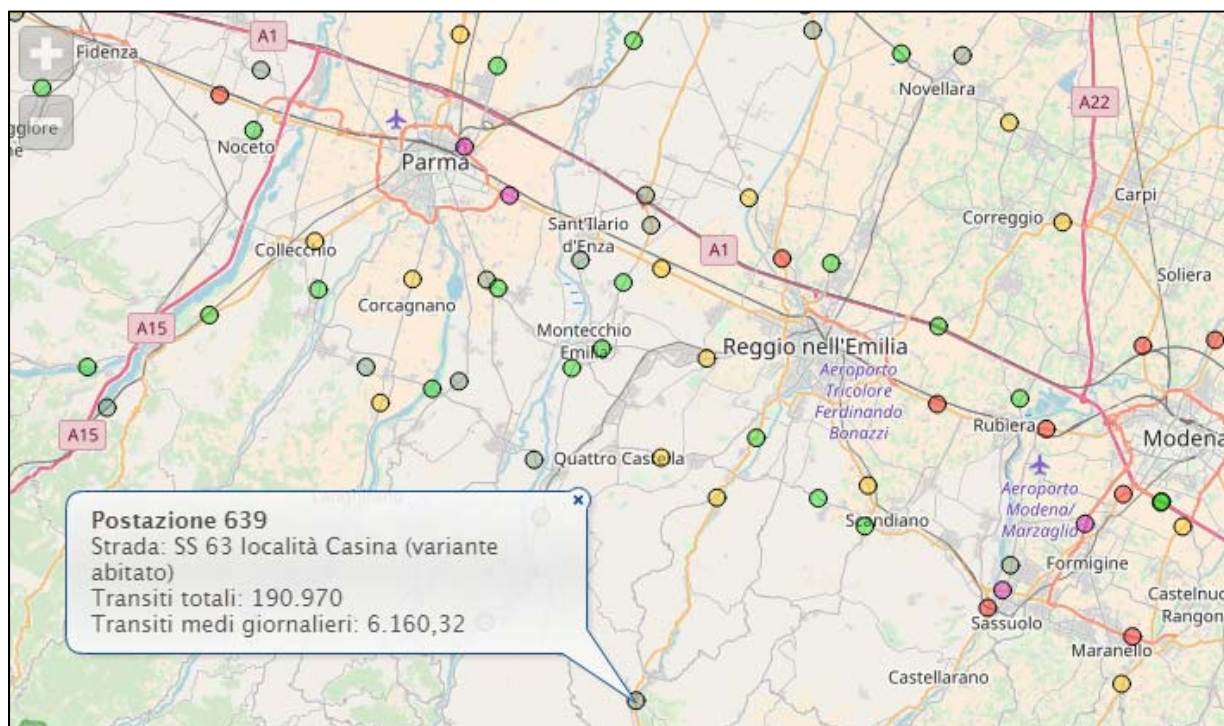 A1
Fidenza
Novellara
A22
ggiore
Noceto
Parma
Carpi
Sant'Ilario
d'Enza
Correggio
Collecchio
A1
Soliera
Corcagnano
A15
Montecchio
Emilia
Reggio nell'Emilia
Aeroporto
Tricolore
Ferdinando
Bonazzi
A15
Rubiera
Modena
Quattro Castella
Aeroporto
Modena/
Marzaglia
Scandiano
Postazione 639
Strada: SS 63 località Casina (variante
abitato)
Transiti totali: 190.970
Transiti medi giornalieri: 6.160,32
Formigine
Castelnuo
Rangon
Sassuolo
Maranello
Castellarano